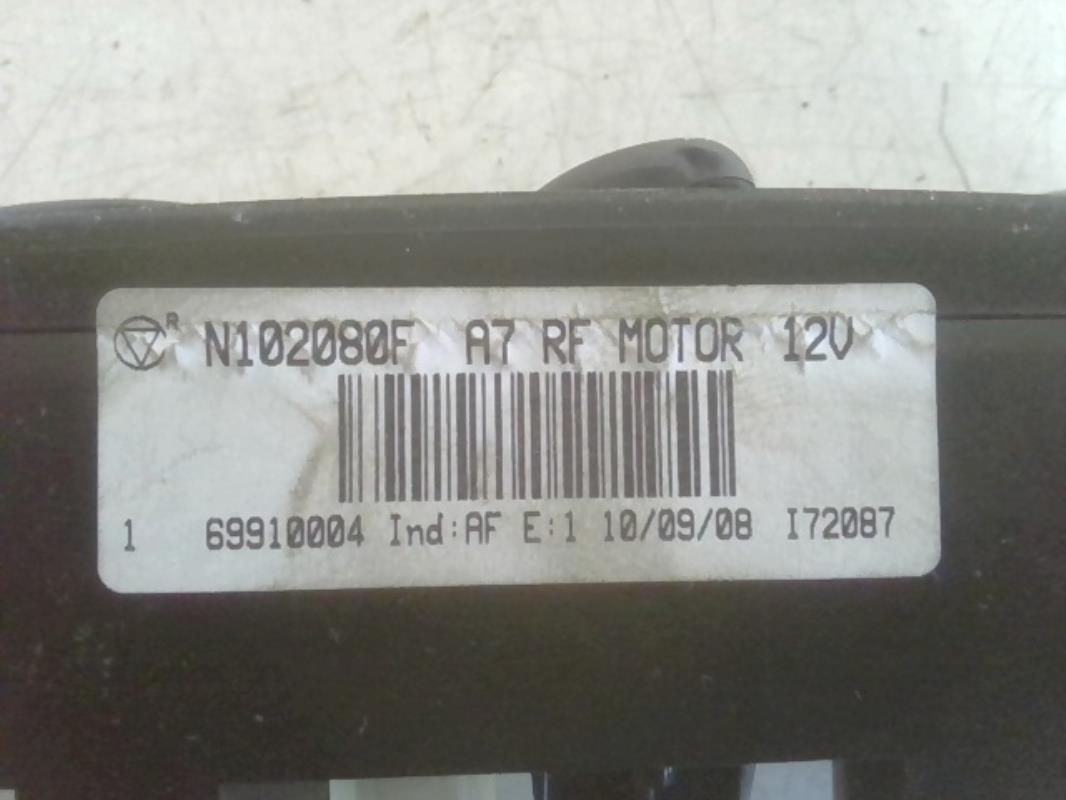 R N102080F A7 RF MOTOR 12V
1 69910004 Ind:AF E:1 10/09/08 I72087